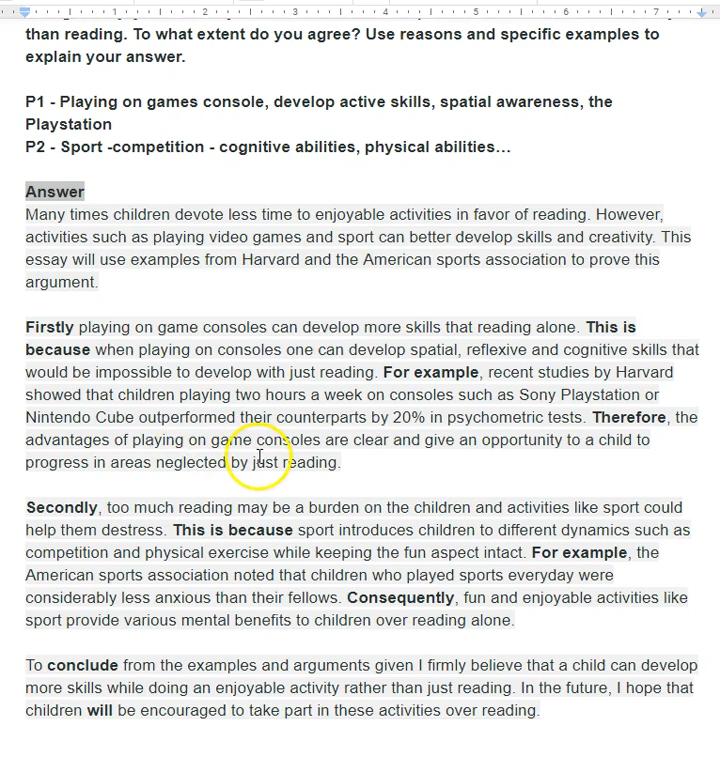 than reading. To what extent do you agree? Use reasons and specific examples to
explain your answer.
P1 - Playing on games console, develop active skills, spatial awareness, the
Playstation
P2 - Sport -competition - cognitive abilities, physical abilities…
Answer
Many times children devote less time to enjoyable activities in favor of reading. However,
activities such as playing video games and sport can better develop skills and creativity. This
essay will use examples from Harvard and the American sports association to prove this
argument.
Firstly playing on game consoles can develop more skills that reading alone. This is
because when playing on consoles one can develop spatial, reflexive and cognitive skills that
would be impossible to develop with just reading. For example, recent studies by Harvard
showed that children playing two hours a week on consoles such as Sony Playstation or
Nintendo Cube outperformed their counterparts by 20% in psychometric tests. Therefore, the
advantages of playing on game consoles are clear and give an opportunity to a child to
progress in areas neglected by just reading.
Secondly, too much reading may be a burden on the children and activities like sport could
help them destress. This is because sport introduces children to different dynamics such as
competition and physical exercise while keeping the fun aspect intact. For example, the
American sports association noted that children who played sports everyday were
considerably less anxious than their fellows. Consequently, fun and enjoyable activities like
sport provide various mental benefits to children over reading alone.
To conclude from the examples and arguments given I firmly believe that a child can develop
more skills while doing an enjoyable activity rather than just reading. In the future, I hope that
children will be encouraged to take part in these activities over reading.